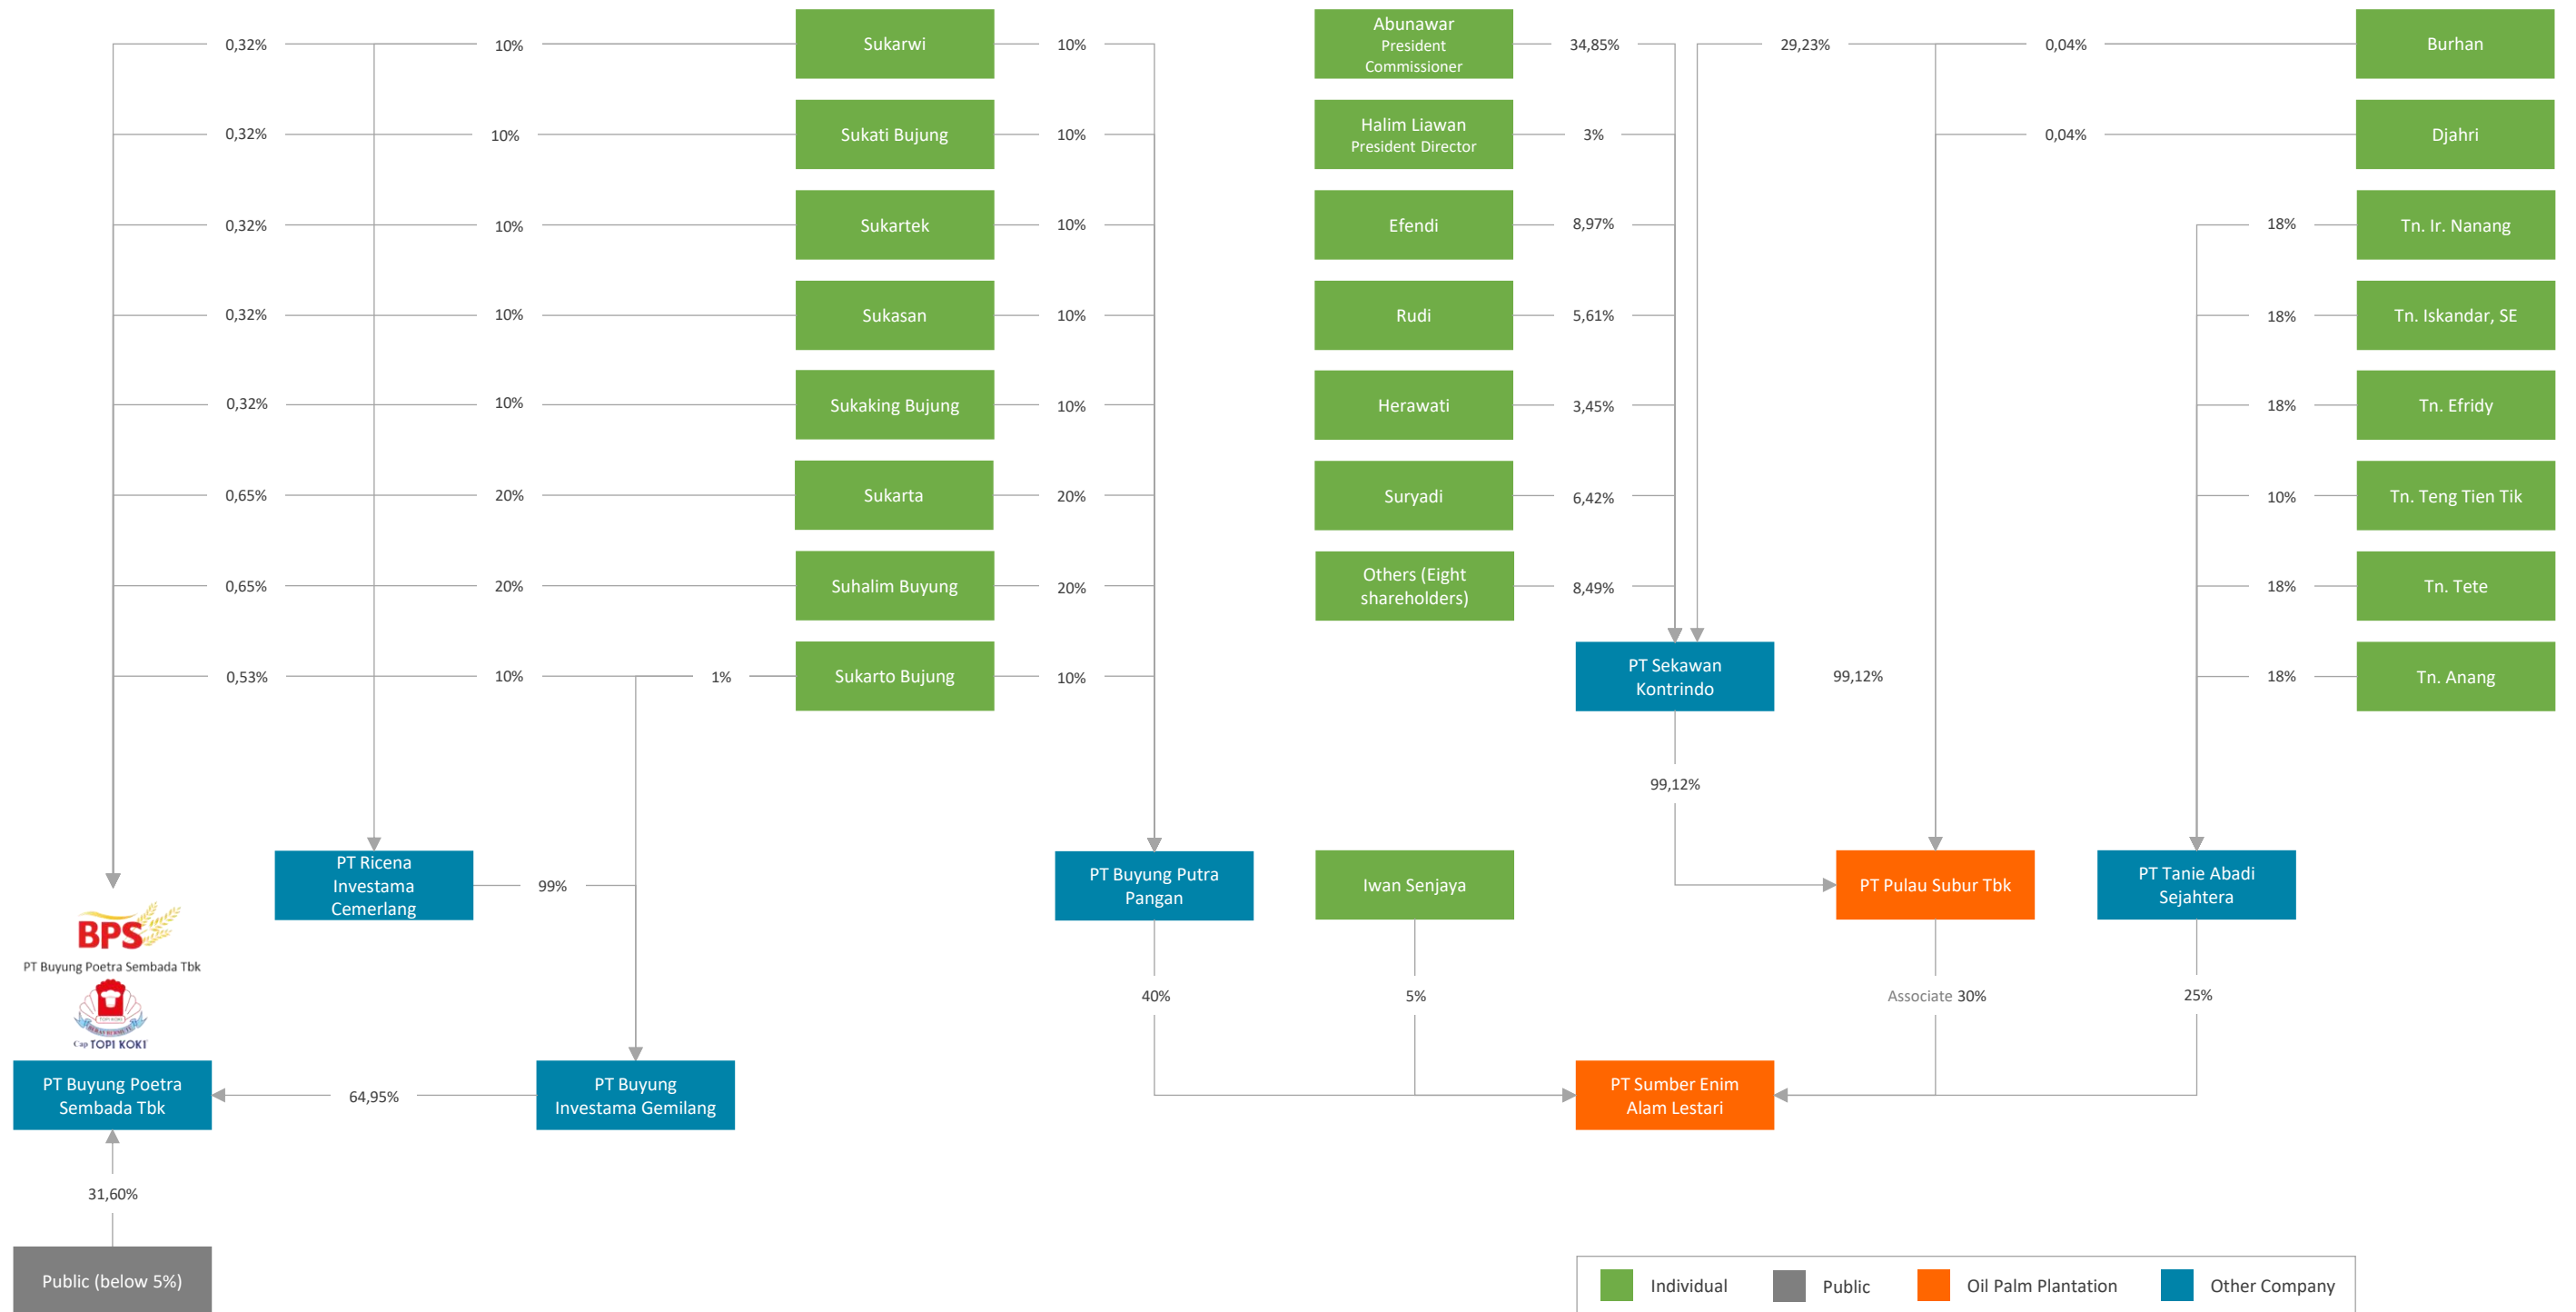 0,32%
10%
Sukarwi
10%
Abunawar
President
Commissioner
34,85%
29,23%
0,04%
Burhan
0,32%
10%
Sukati Bujung
10%
Halim Liawan
President Director
3%
0,04%
Djahri
0,32%
10%
Sukartek
10%
Efendi
8,97%
18%
Tn. Ir. Nanang
0,32%
10%
Sukasan
10%
Rudi
5,61%
18%
Tn. Iskandar, SE
0,32%
10%
Sukaking Bujung
10%
Herawati
3,45%
18%
Tn. Efridy
0,65%
20%
Sukarta
20%
Suryadi
6,42%
10%
Tn. Teng Tien Tik
0,65%
20%
Suhalim Buyung
20%
Others (Eight
shareholders)
8,49%
18%
Tn. Tete
0,53%
10%
1%
Sukarto Bujung
10%
PT Sekawan
Kontrindo
99,12%
18%
Tn. Anang
99,12%
PT Ricena
Investama
Cemerlang
99%
PT Buyung Putra
Pangan
Iwan Senjaya
PT Pulau Subur Tbk
PT Tanie Abadi
Sejahtera
BPS
PT Buyung Poetra Sembada Tbk
TOPI KOKI
BERAS BERMUTU
Cap TOPI KOKI
40%
5%
Associate 30%
25%
PT Buyung Poetra
Sembada Tbk
64,95%
PT Buyung
Investama Gemilang
PT Sumber Enim
Alam Lestari
31,60%
Public (below 5%)
Individual
Public
Oil Palm Plantation
Other Company